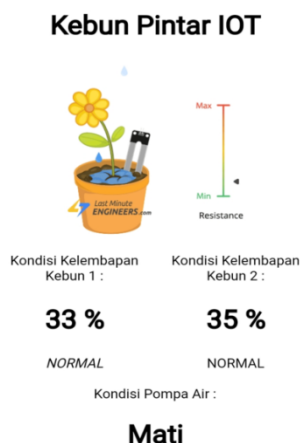 Kebun Pintar IOT
Max
Min
Resistance
Last Minute
ENGINEERS.com
Kondisi Kelembapan
Kebun 1 :
33 %
NORMAL
Kondisi Kelembapan
Kebun 2 :
35 %
NORMAL
Kondisi Pompa Air :
Mati